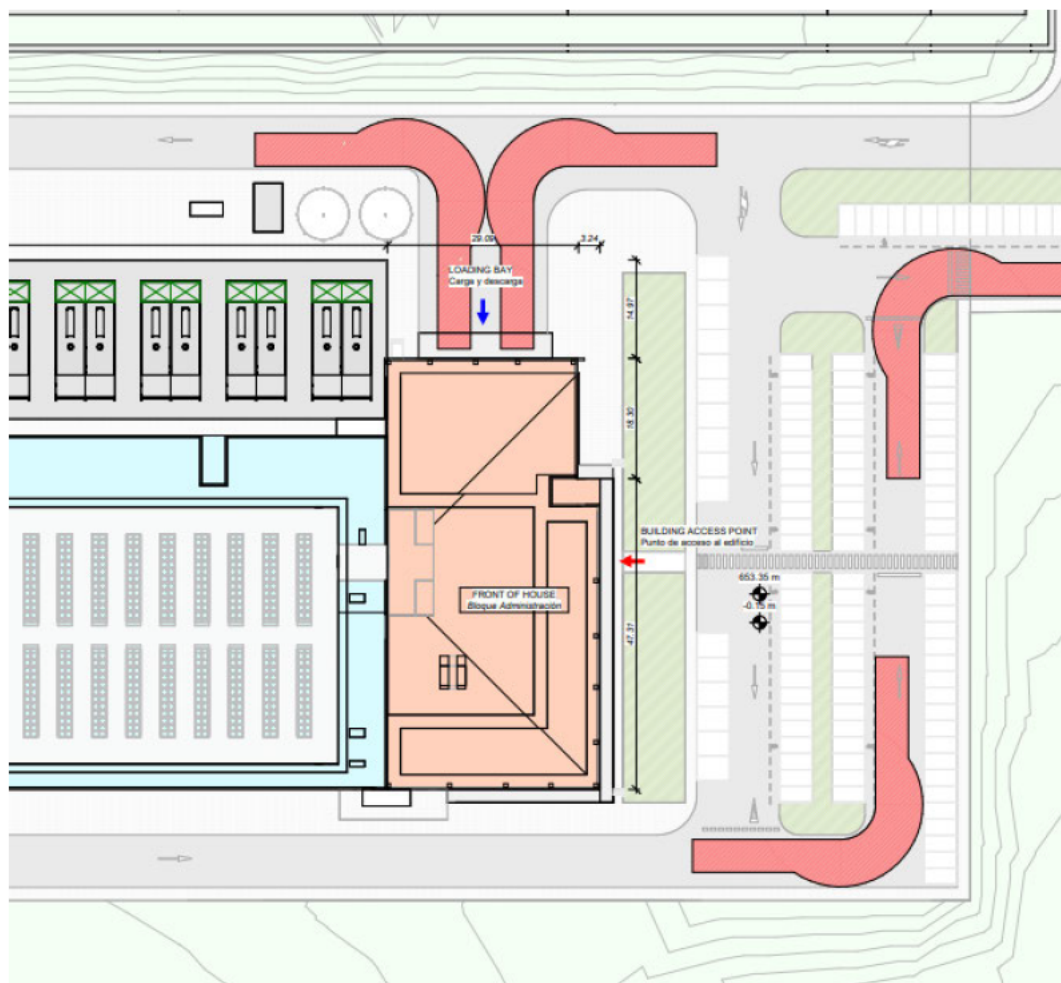 29.09
3.24
LOADING BAY
Carga y descarga
14.97
18.30
BUILDING ACCESS POINT
Punto de acceso al edificio
653.35 m
-0.15 m
FRONT OF HOUSE
Bloque Administración
47.31